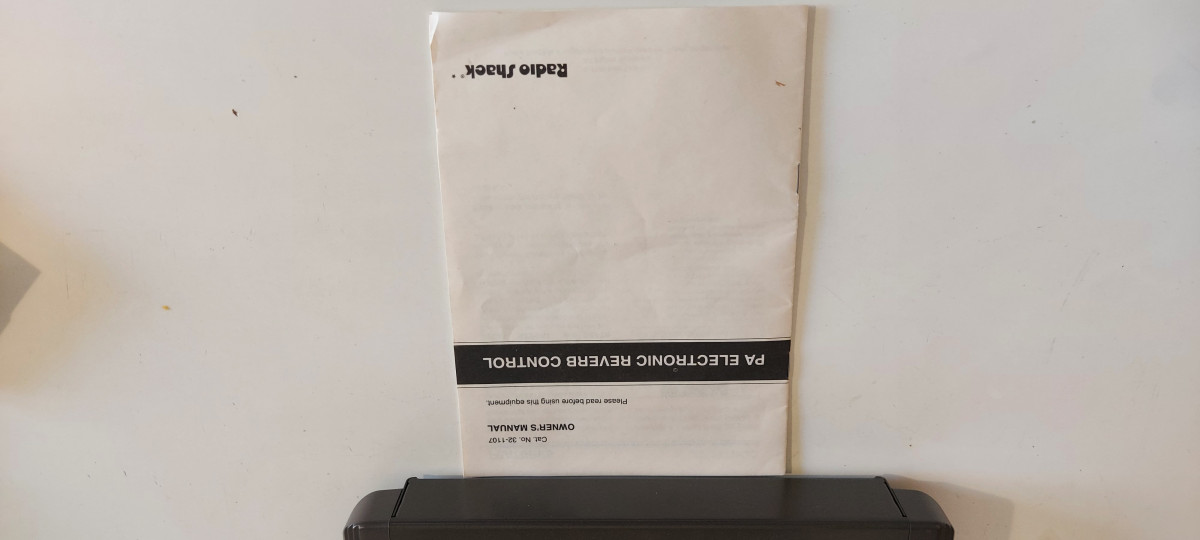 Cat. No. 32-1107
OWNER'S MANUAL
Please read before using this equipment.
PA ELECTRONIC REVERB CONTROL
Radio Shack